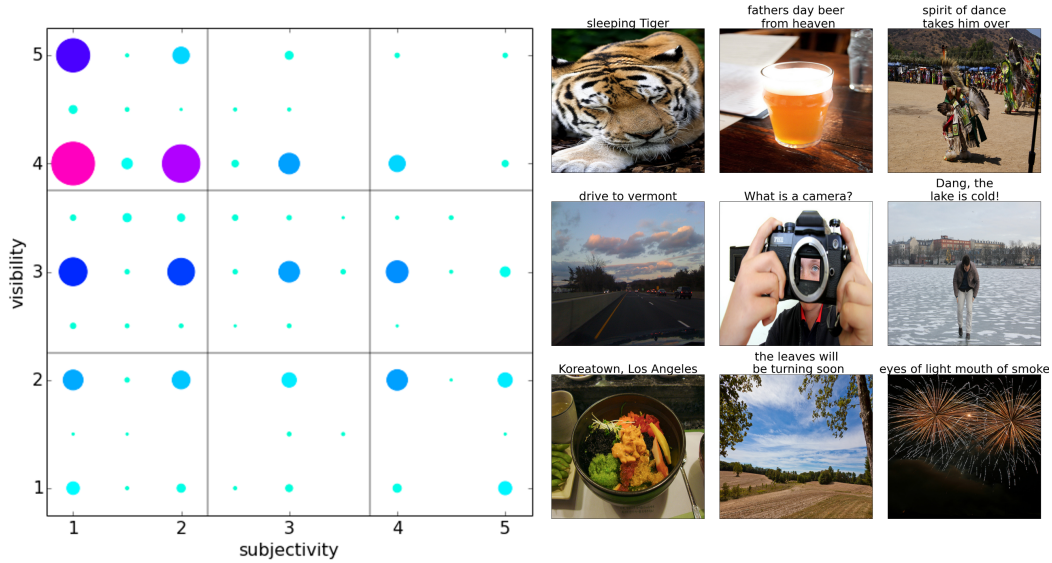 5
4
3
2
1
visibility
1 2 3 4 5
subjectivity
sleeping Tiger
fathers day beer
from heaven
spirit of dance
takes him over
drive to vermont
What is a camera?
Dang, the
lake is cold!
Koreatown, Los Angeles
the leaves will
be turning soon
eyes of light mouth of smoke